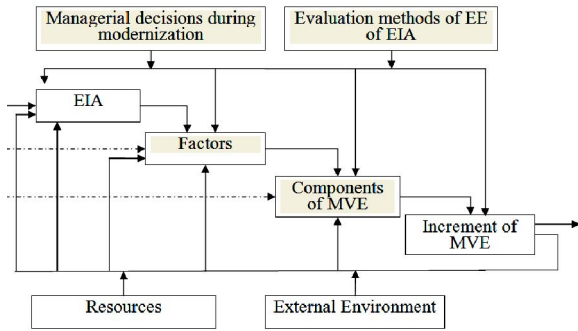 Managerial decisions during
modernization
Evaluation methods of EE
of EIA
EIA
Factors
Components
of MVE
Increment of
MVE
Resources
External Environment